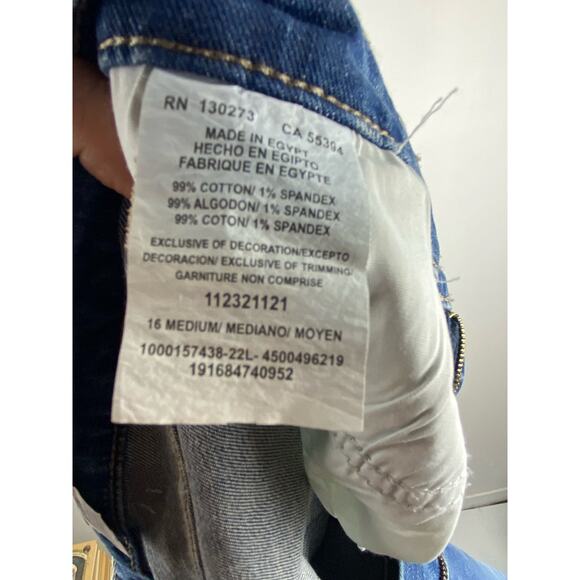 RN 130273 CA 55304
MADE IN EGYPT
HECHO EN EGIPTO
FABRIQUE EN EGYPTE
99% COTTON/ 1% SPANDEX
99% ALGODON/ 1% SPANDEX
99% COTON/ 1% SPANDEX
EXCLUSIVE OF DECORATION/EXCEPTO
DECORACION/ EXCLUSIVE OF TRIMMING/
GARNITURE NON COMPRISE
112321121
16 MEDIUM/ MEDIANO/ MOYEN
1000157438-22L- 4500496219
191684740952